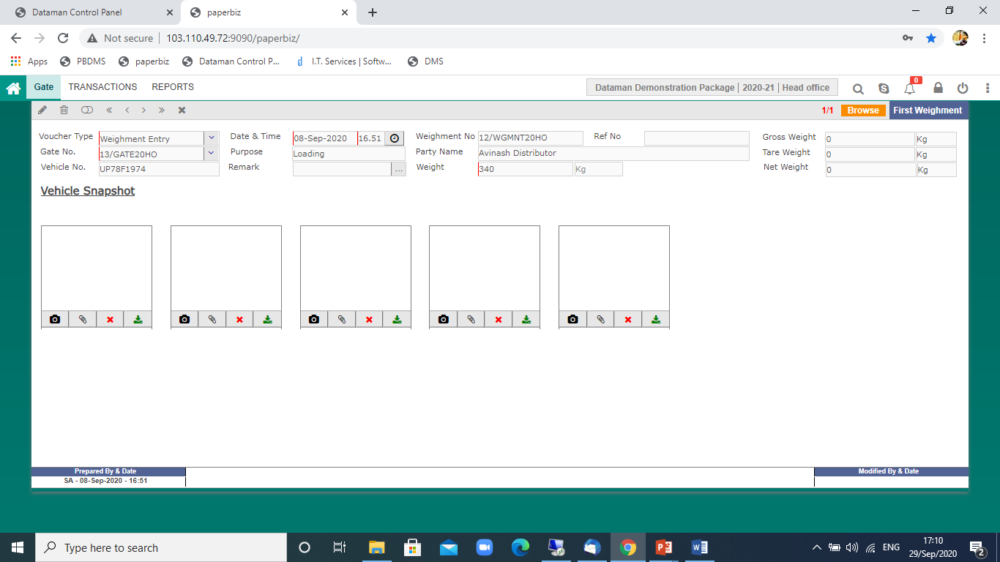 Dataman Control Panel
paperbiz
Not secure | 103.110.49.72:9090/paperbiz/
Apps PBDMS paperbiz Dataman Control P... I.T. Services | Softw... DMS
Gate TRANSACTIONS REPORTS Dataman Demonstration Package | 2020-21 | Head office 0
1/1 Browse First Weighment
Voucher Type Weighment Entry Date & Time 08-Sep-2020 16.51 Weighment No 12/WGMNT20HO Ref No Gross Weight 0 Kg
Gate No. 13/GATE20HO Purpose Loading Party Name Avinash Distributor Tare Weight 0 Kg
Vehicle No. UP78F1974 Remark ... Weight 340 Kg Net Weight 0 Kg
Vehicle Snapshot
Prepared By & Date Modified By & Date
SA - 08-Sep-2020 - 16:51
Type here to search
ENG
17:10
29/Sep/2020
2